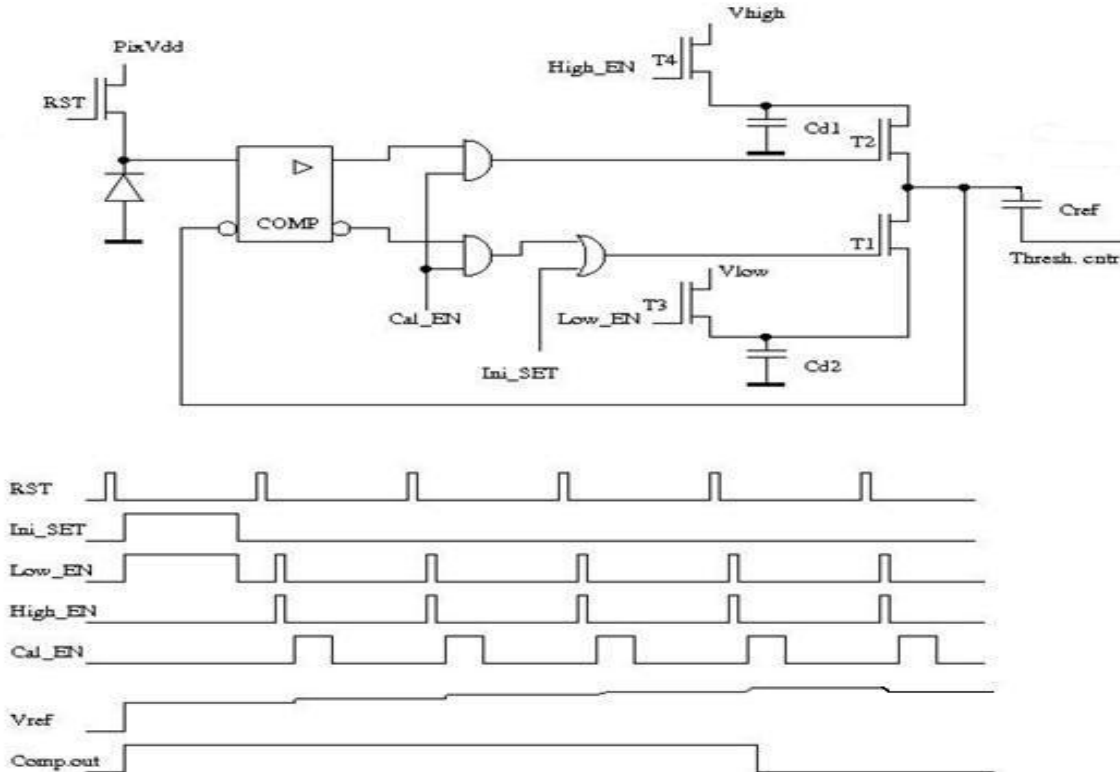 Vhigh
PixVdd
T4
High_EN
RST
Cd1
T2
COMP
Cref
T1
Thresh. cntr
Vlow
T3
Cal_EN
Low_EN
Ini_SET
Cd2
RST
Ini_SET
Low_EN
High_EN
Cal_EN
Vref
Comp.out